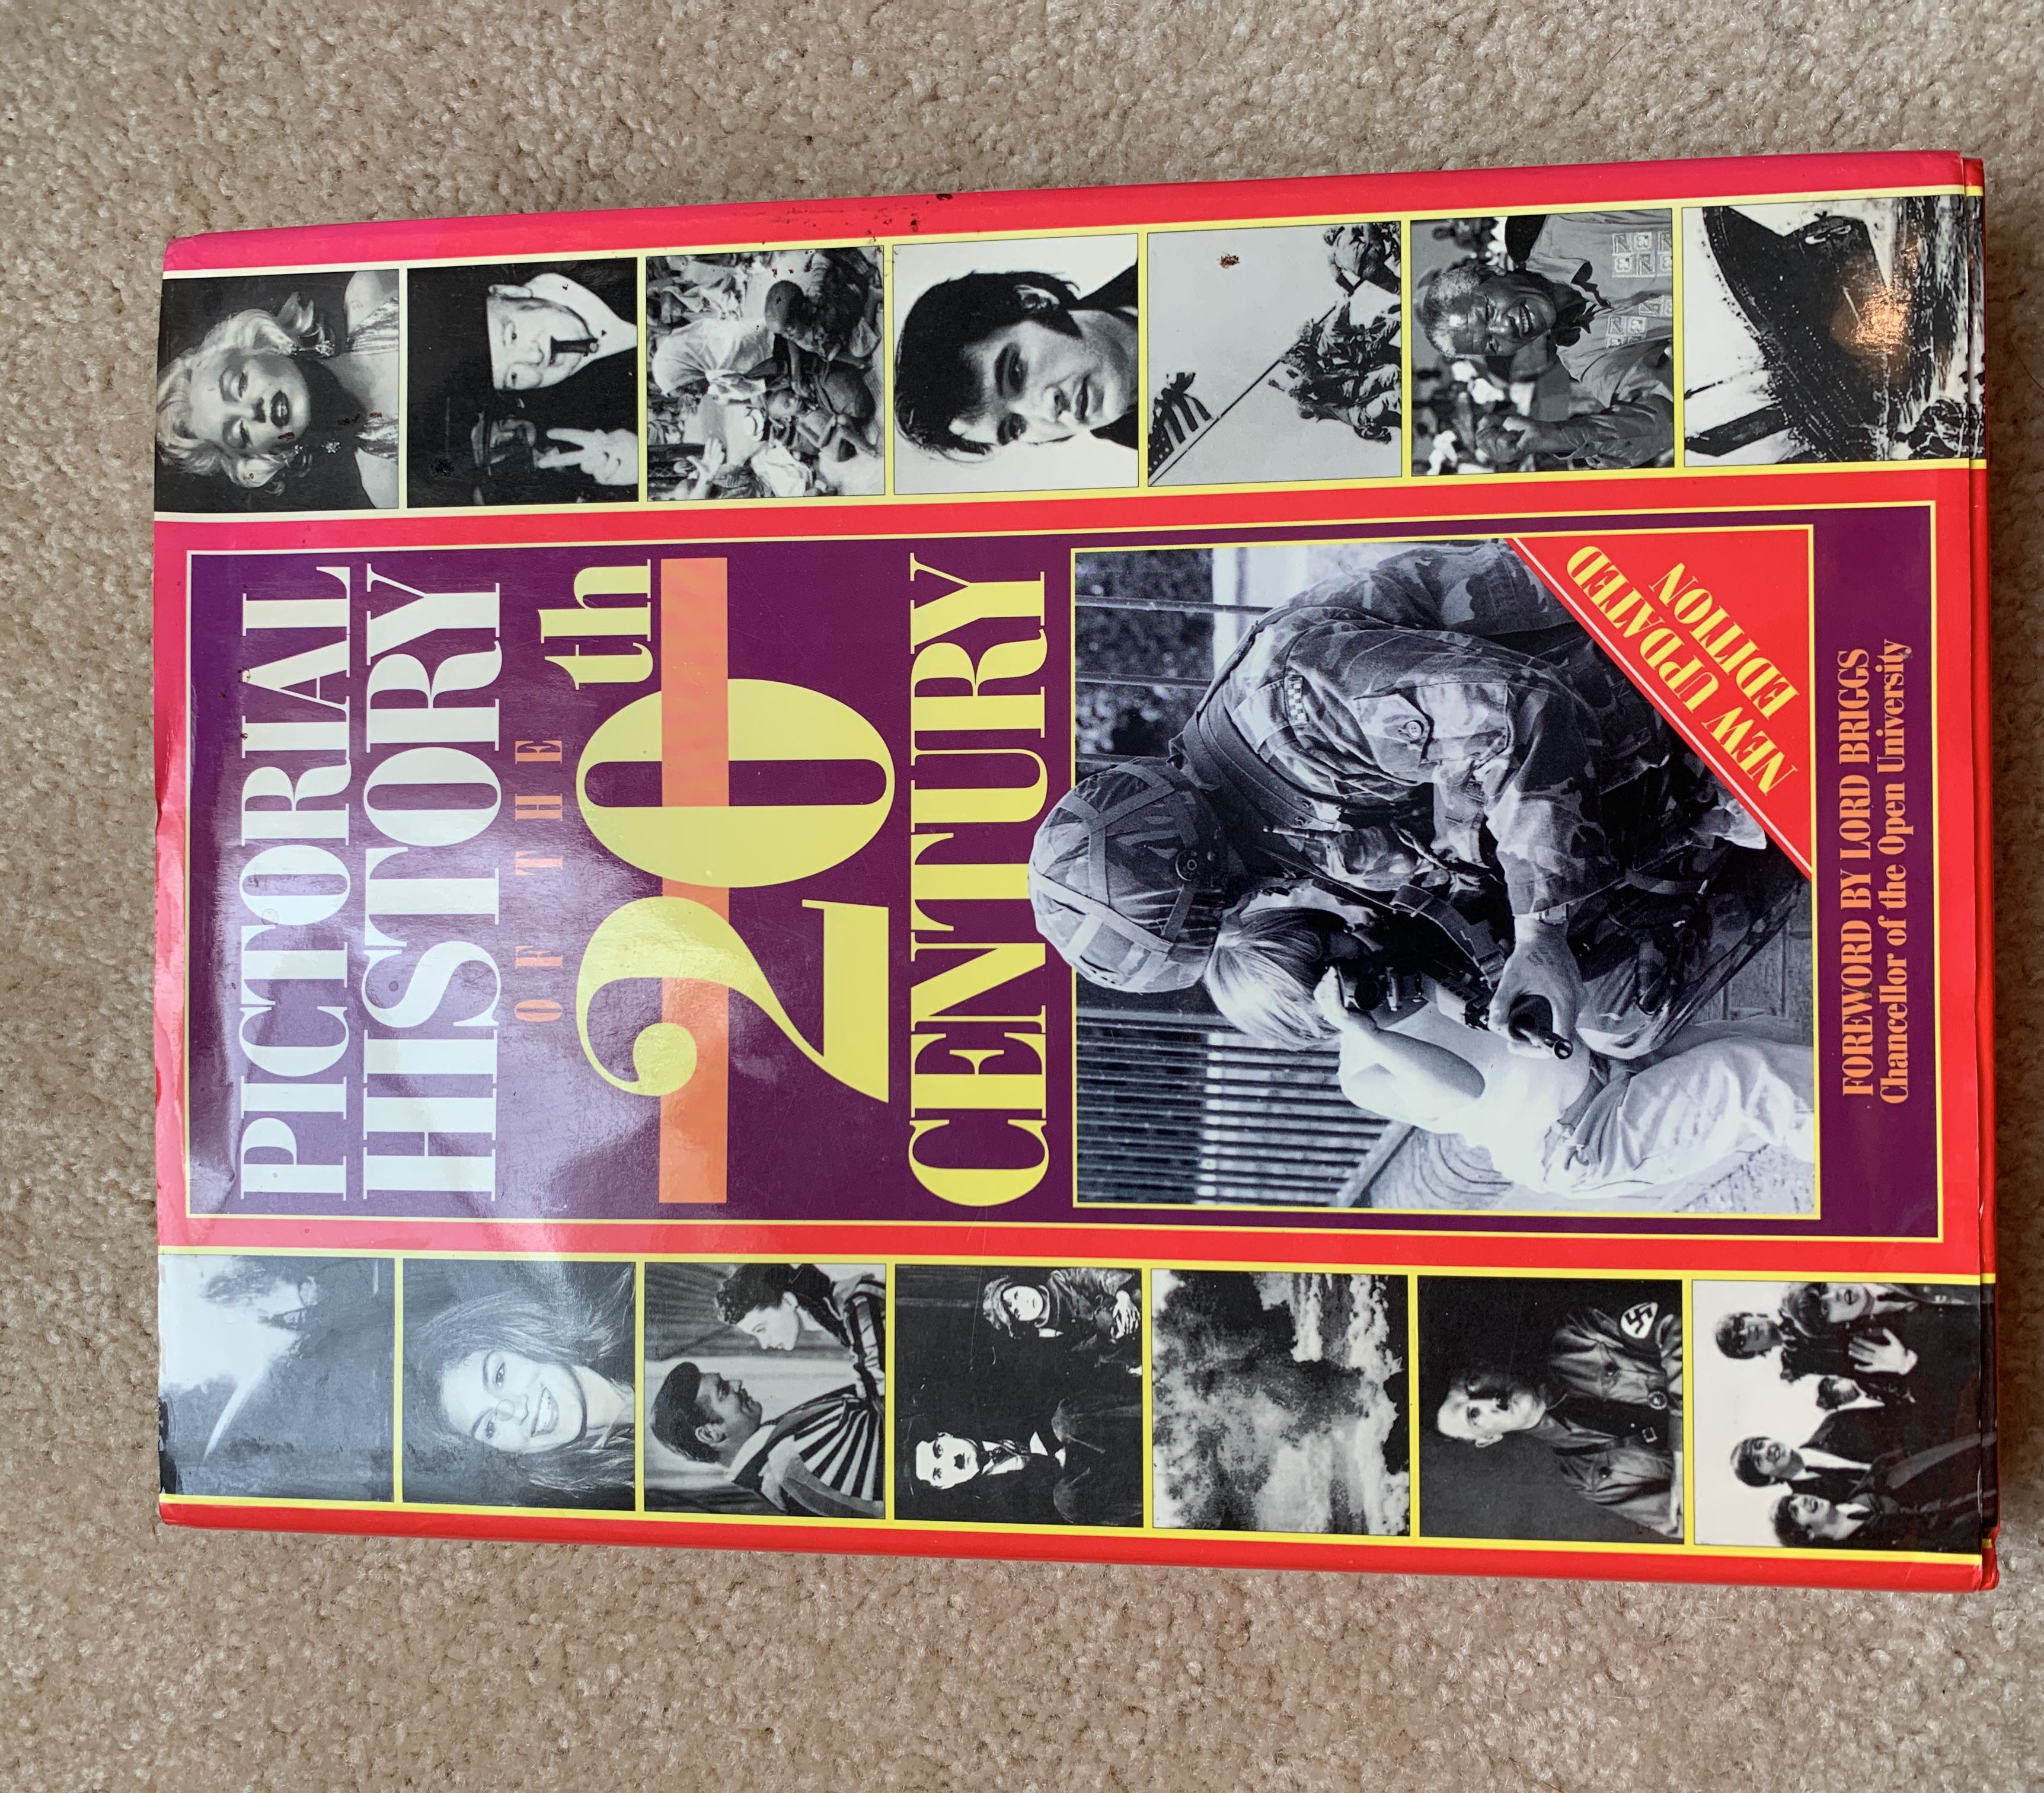 PICTORIAL
HISTORY
OF THE
20th
CENTURY
NEW UPDATED
EDITION
FOREWORD BY LORD BRIGGS
Chancellor of the Open University